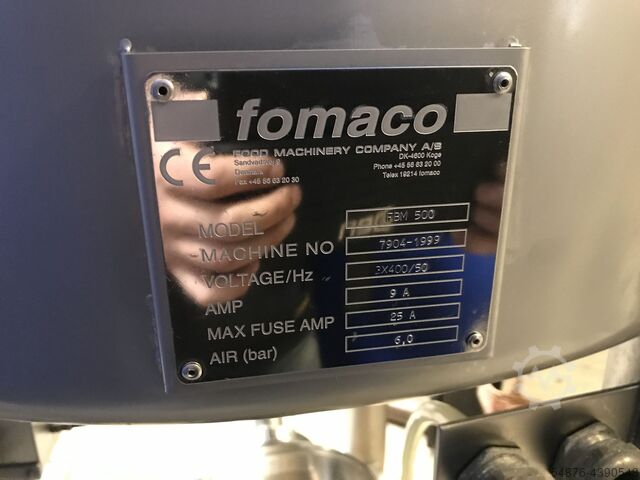 fomaco
FOOD MACHINERY COMPANY A/S
DK-4600 Koge
Denmark
Phone +45 56 63 20 00
Fax +45 56 63 20 30
Telex 19214 fomaco
CE
MODEL FBM 500
MACHINE NO 7904-1999
VOLTAGE/Hz 3X400/50
AMP 9 A
MAX FUSE AMP 25 A
AIR (bar) 6,0
54876-4390548